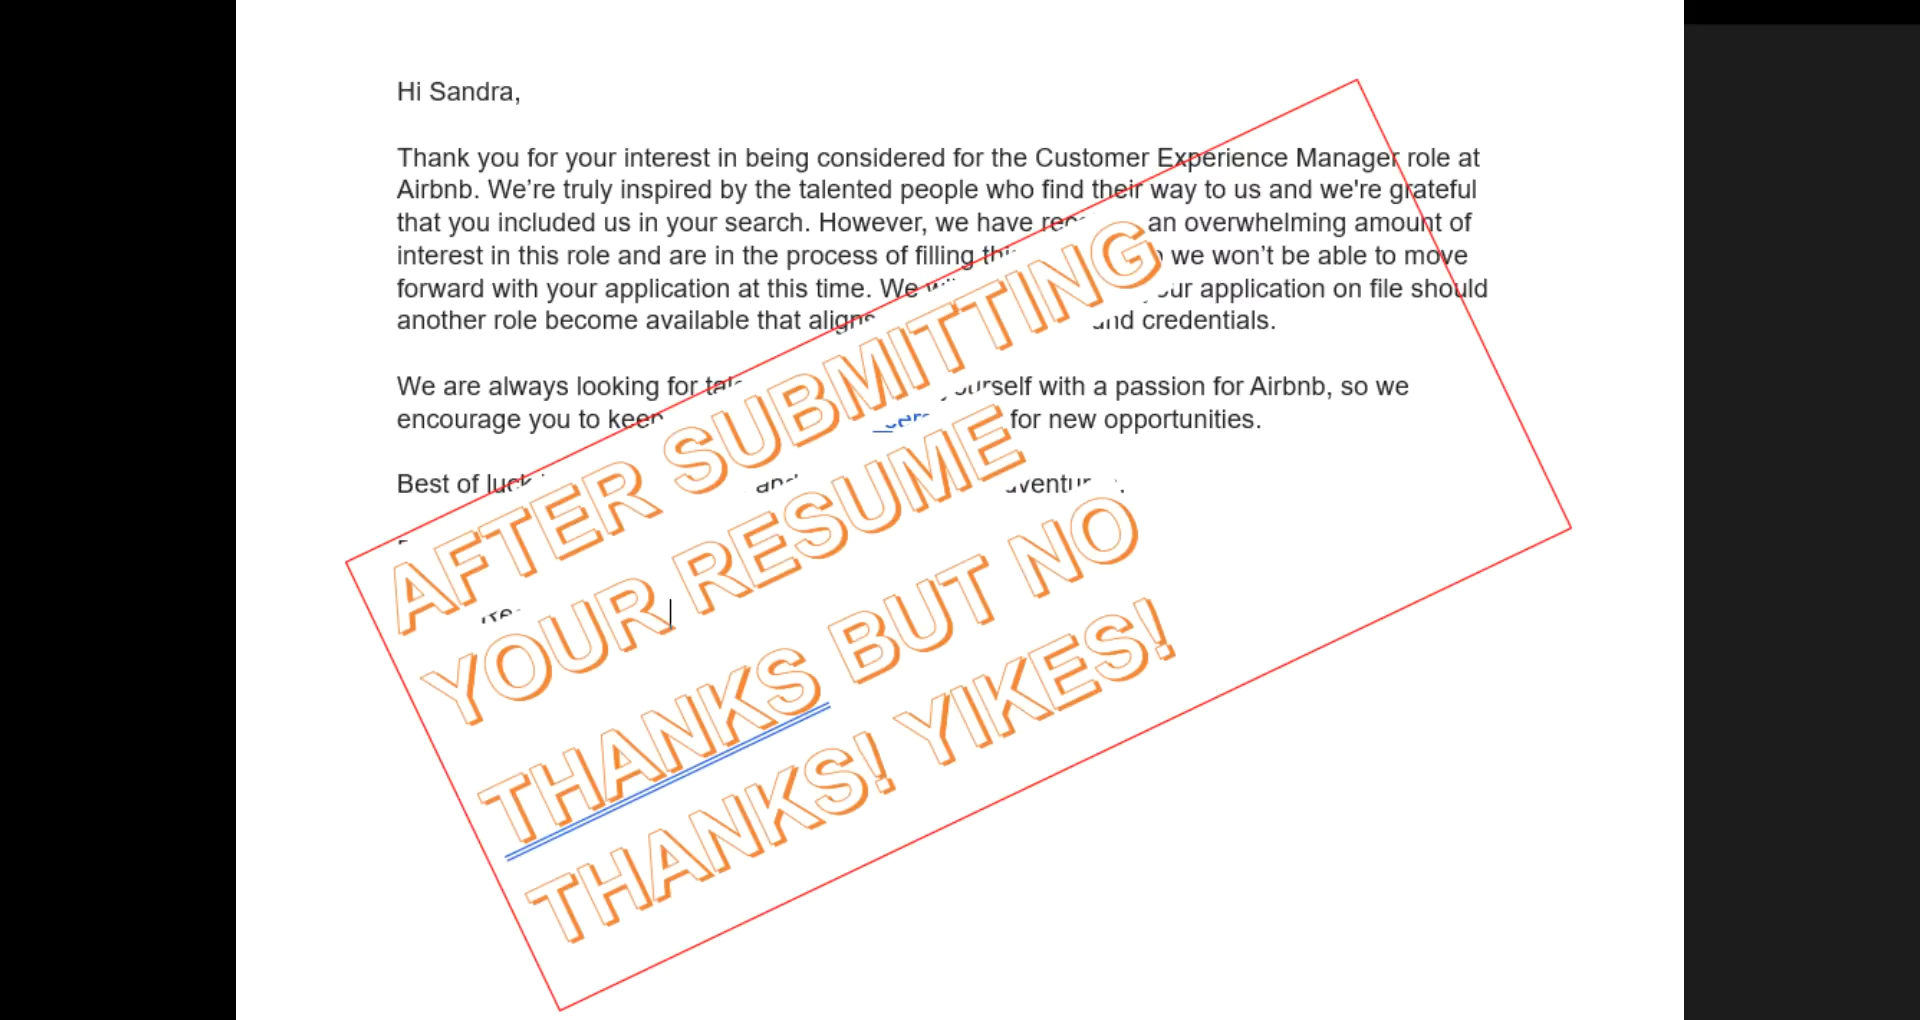 Hi Sandra,
Thank you for your interest in being considered for the Customer Experience Manager role at
Airbnb. We’re truly inspired by the talented people who find their way to us and we're grateful
that you included us in your search. However, we have an overwhelming amount of
interest in this role and are in the process of filling we won’t be able to move
forward with your application at this time. We application on file should
another role become available that aligns and credentials.
We are always looking for with a passion for Airbnb, so we
encourage you to keep for new opportunities.
Best of luck
AFTER SUBMITTING
YOUR RESUME
THANKS BUT NO
THANKS! YIKES!